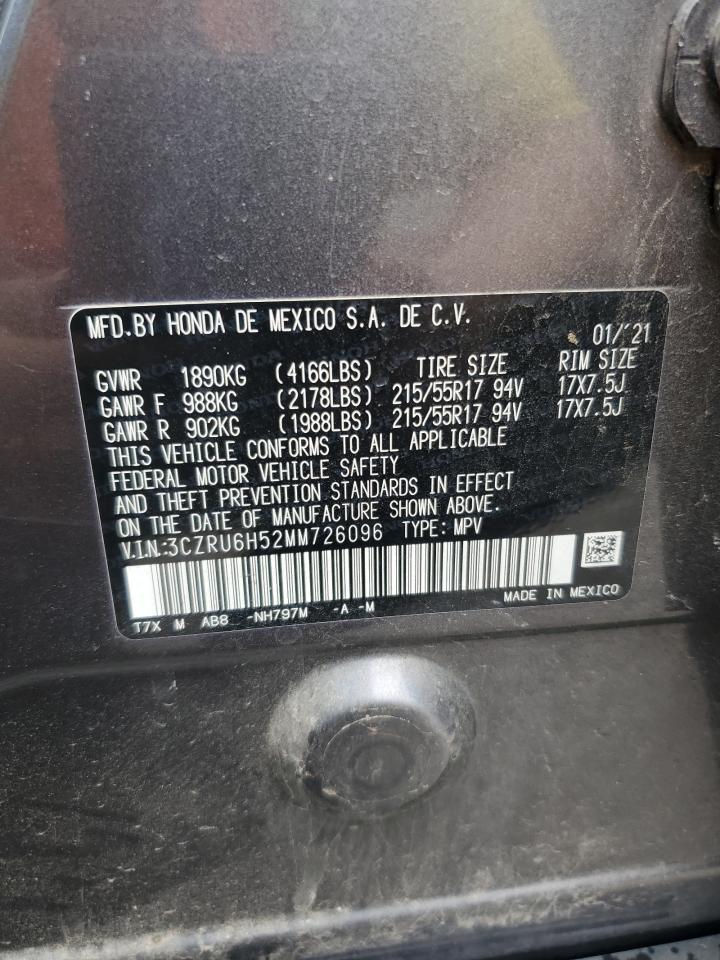 MFD.BY HONDA DE MEXICO S.A. DE C.V.
01/'21
GVWR 1890KG (4166LBS) TIRE SIZE RIM SIZE
GAWR F 988KG (2178LBS) 215/55R17 94V 17X7.5J
GAWR R 902KG (1988LBS) 215/55R17 94V 17X7.5J
THIS VEHICLE CONFORMS TO ALL APPLICABLE
FEDERAL MOTOR VEHICLE SAFETY
AND THEFT PREVENTION STANDARDS IN EFFECT
ON THE DATE OF MANUFACTURE SHOWN ABOVE.
V.I.N:3CZRU6H52MM726096 TYPE: MPV
T7X M AB8 -NH797M -A -M
MADE IN MEXICO